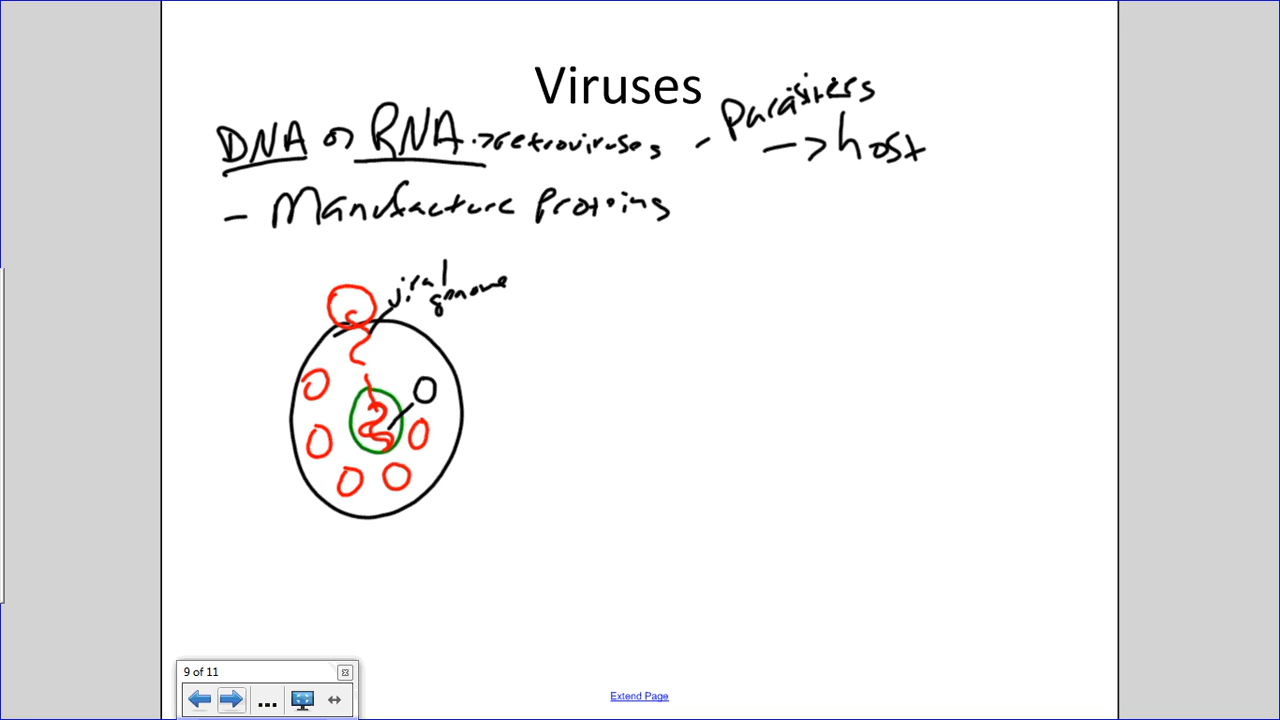 Viruses
DNA or RNA → retroviruses
- Parasites
→ host
- Manufacture Proteins
viral
genome
9 of 11
...
Extend Page